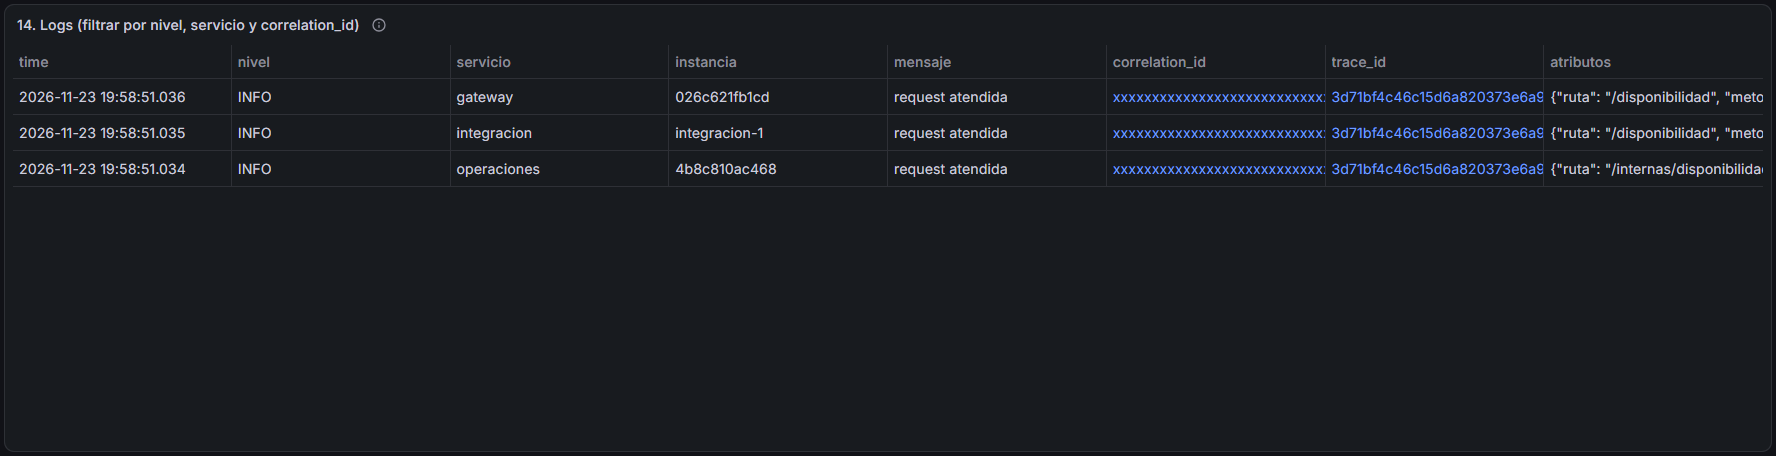 14. Logs (filtrar por nivel, servicio y correlation_id)
time nivel servicio instancia mensaje correlation_id trace_id atributos
2026-11-23 19:58:51.036 INFO gateway 026c621fb1cd request atendida xxxxxxxxxxxxxxxxxxxxxxxxxxx 3d71bf4c46c15d6a820373e6a9 {"ruta": "/disponibilidad", "meto
2026-11-23 19:58:51.035 INFO integracion integracion-1 request atendida xxxxxxxxxxxxxxxxxxxxxxxxxxx 3d71bf4c46c15d6a820373e6a9 {"ruta": "/disponibilidad", "meto
2026-11-23 19:58:51.034 INFO operaciones 4b8c810ac468 request atendida xxxxxxxxxxxxxxxxxxxxxxxxxxx 3d71bf4c46c15d6a820373e6a9 {"ruta": "/internas/disponibilida